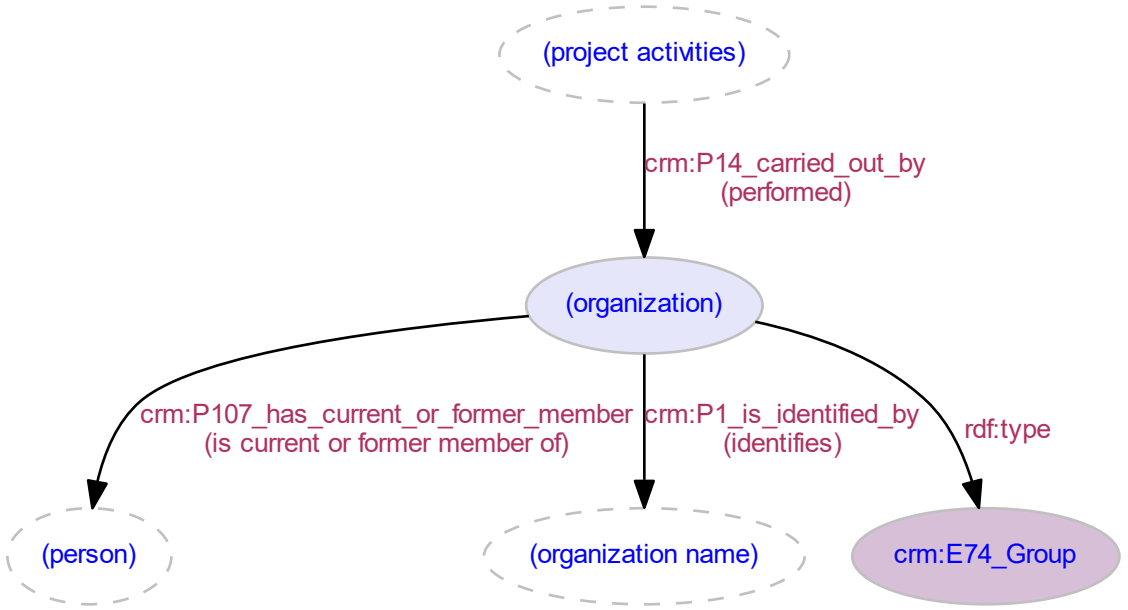 (project activities)
crm:P14_carried_out_by
(performed)
(organization)
crm:P107_has_current_or_former_member
(is current or former member of)
crm:P1_is_identified_by
(identifies)
rdf:type
(person)
(organization name)
crm:E74_Group